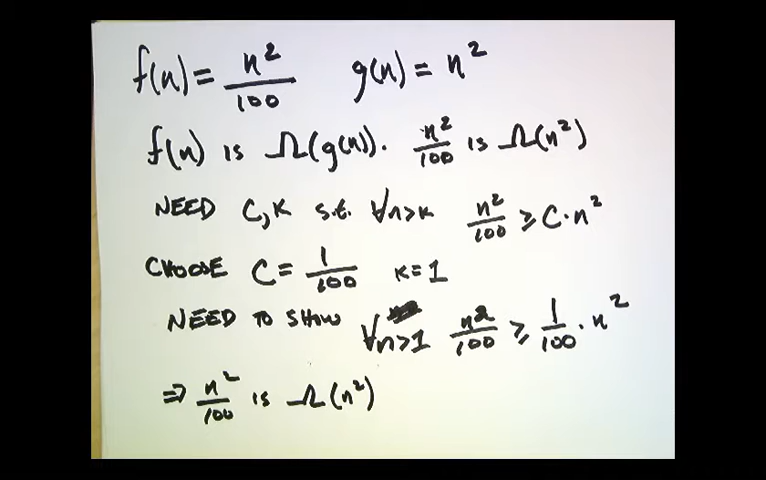 f(n) = n²/100 g(n) = n²
f(n) is Ω(g(n)). n²/100 is Ω(n²)
NEED C, K s.t. ∀n>K n²/100 ≥ C·n²
CHOOSE C = 1/100 K = 1
NEED TO SHOW ∀n>1 n²/100 ≥ 1/100 · n²
⇒ n²/100 is Ω(n²)